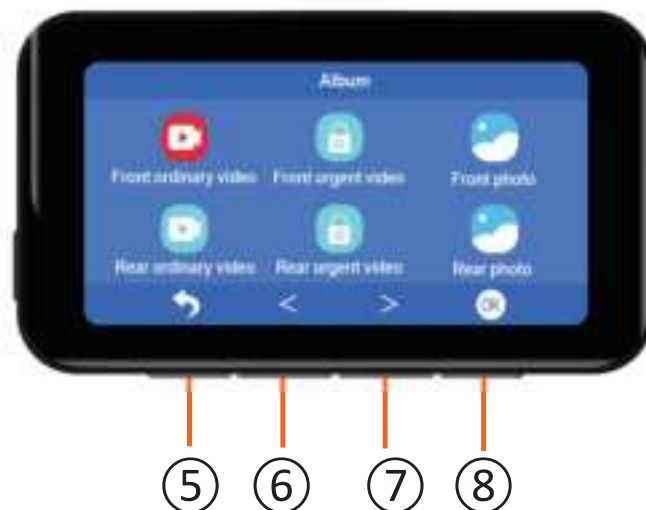 Album
Front ordinary video Front urgent video Front photo
Rear ordinary video Rear urgent video Rear photo
< > OK
⑤ ⑥ ⑦ ⑧